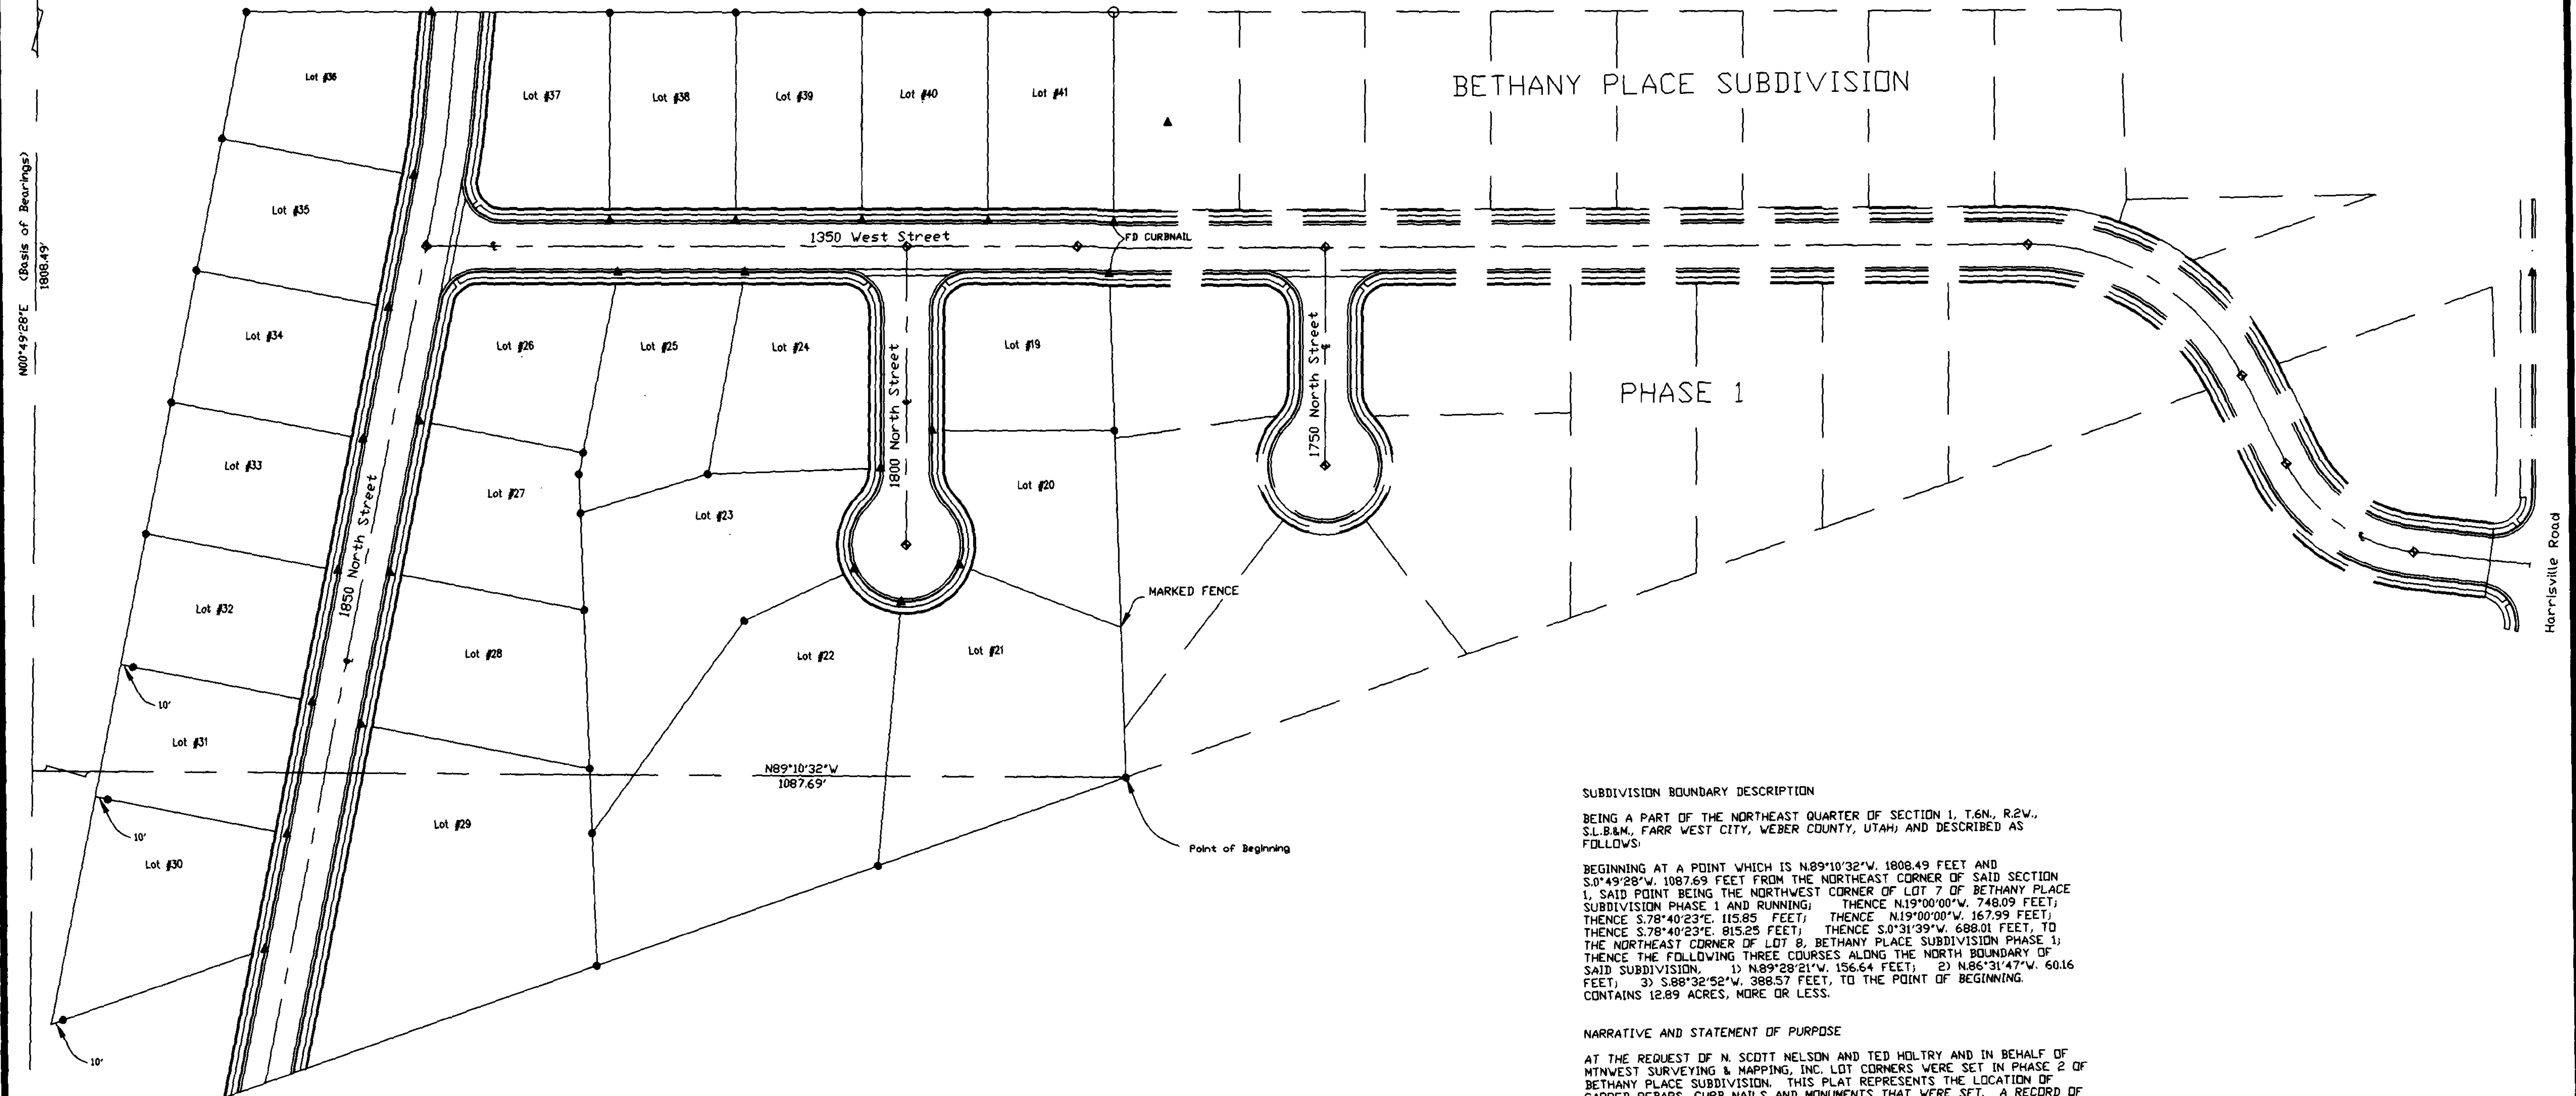 BETHANY PLACE SUBDIVISION
PHASE 1
N00°49'28"E (Basis of Bearings)
1808.49'
Lot #36
Lot #37
Lot #38
Lot #39
Lot #40
Lot #41
Lot #35
1350 West Street
FD CURBNAIL
Lot #34
Lot #26
Lot #25
Lot #24
Lot #19
1800 North Street
1750 North Street
Lot #33
Lot #27
Lot #23
Lot #20
1850 North Street
Lot #32
MARKED FENCE
Harrisville Road
Lot #28
Lot #22
Lot #21
10'
Lot #31
N89°10'32"W
1087.69'
Lot #29
10'
Lot #30
Point of Beginning
10'
SUBDIVISION BOUNDARY DESCRIPTION
BEING A PART OF THE NORTHEAST QUARTER OF SECTION 1, T.6N., R.2W.,
S.L.B.&M., FARR WEST CITY, WEBER COUNTY, UTAH; AND DESCRIBED AS
FOLLOWS:
BEGINNING AT A POINT WHICH IS N.89°10'32"W. 1808.49 FEET AND
S.0°49'28"W. 1087.69 FEET FROM THE NORTHEAST CORNER OF SAID SECTION
1, SAID POINT BEING THE NORTHWEST CORNER OF LOT 7 OF BETHANY PLACE
SUBDIVISION PHASE 1 AND RUNNING; THENCE N.19°00'00"W. 748.09 FEET;
THENCE S.78°40'23"E. 115.85 FEET; THENCE N.19°00'00"W. 167.99 FEET;
THENCE S.78°40'23"E. 815.25 FEET; THENCE S.0°31'39"W. 688.01 FEET, TO
THE NORTHEAST CORNER OF LOT 8, BETHANY PLACE SUBDIVISION PHASE 1;
THENCE THE FOLLOWING THREE COURSES ALONG THE NORTH BOUNDARY OF
SAID SUBDIVISION, 1) N.89°28'21"W. 156.64 FEET; 2) N.86°31'47"W. 60.16
FEET; 3) S.88°32'52"W. 388.57 FEET, TO THE POINT OF BEGINNING.
CONTAINS 12.89 ACRES, MORE OR LESS.
NARRATIVE AND STATEMENT OF PURPOSE
AT THE REQUEST OF N. SCOTT NELSON AND TED HOLTRY AND IN BEHALF OF
MTNWEST SURVEYING & MAPPING, INC. LOT CORNERS WERE SET IN PHASE 2 OF
BETHANY PLACE SUBDIVISION. THIS PLAT REPRESENTS THE LOCATION OF
CAPPED REBARS, CURB NAILS AND MONUMENTS THAT WERE SET. A RECORD OF